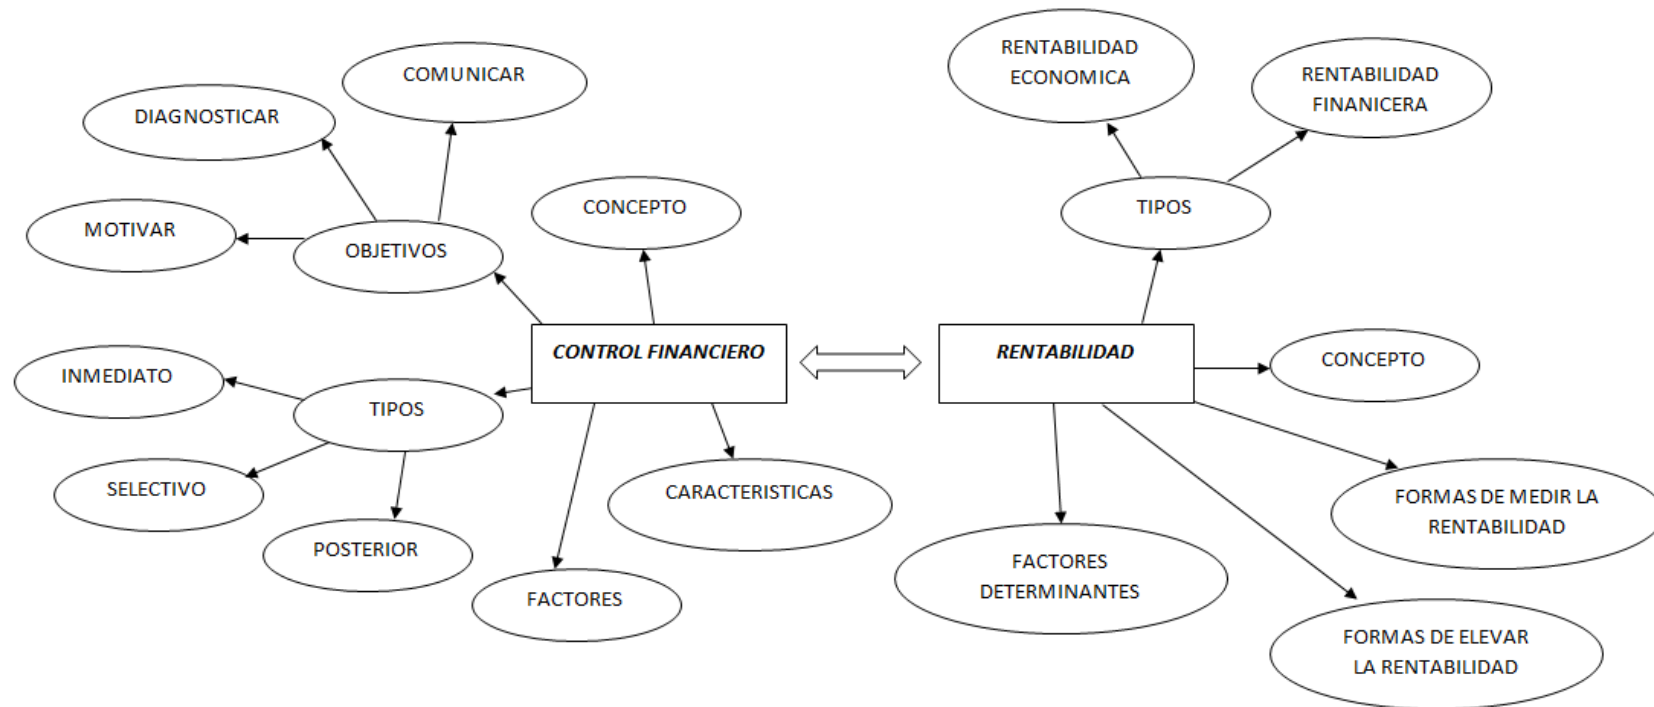 COMUNICAR
DIAGNOSTICAR
MOTIVAR
OBJETIVOS
CONCEPTO
CONTROL FINANCIERO
INMEDIATO
TIPOS
SELECTIVO
POSTERIOR
CARACTERISTICAS
FACTORES
RENTABILIDAD
ECONOMICA
RENTABILIDAD
FINANICERA
TIPOS
RENTABILIDAD
CONCEPTO
FORMAS DE MEDIR LA
RENTABILIDAD
FACTORES
DETERMINANTES
FORMAS DE ELEVAR
LA RENTABILIDAD